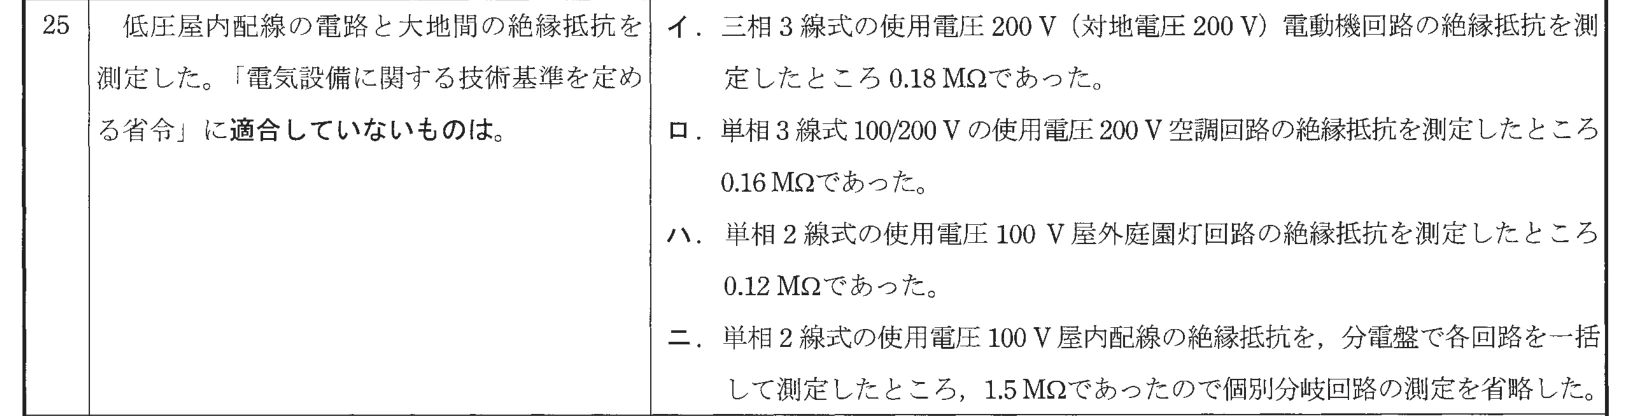 25
低圧屋内配線の電路と大地間の絶縁抵抗を
測定した。「電気設備に関する技術基準を定め
る省令」に適合していないものは。
イ．三相3線式の使用電圧200 V（対地電圧200 V）電動機回路の絶縁抵抗を測
定したところ0.18 MΩであった。
ロ．単相3線式100/200 Vの使用電圧200 V空調回路の絶縁抵抗を測定したところ
0.16 MΩであった。
ハ．単相2線式の使用電圧100 V屋外庭園灯回路の絶縁抵抗を測定したところ
0.12 MΩであった。
ニ．単相2線式の使用電圧100 V屋内配線の絶縁抵抗を，分電盤で各回路を一括
して測定したところ，1.5 MΩであったので個別分岐回路の測定を省略した。